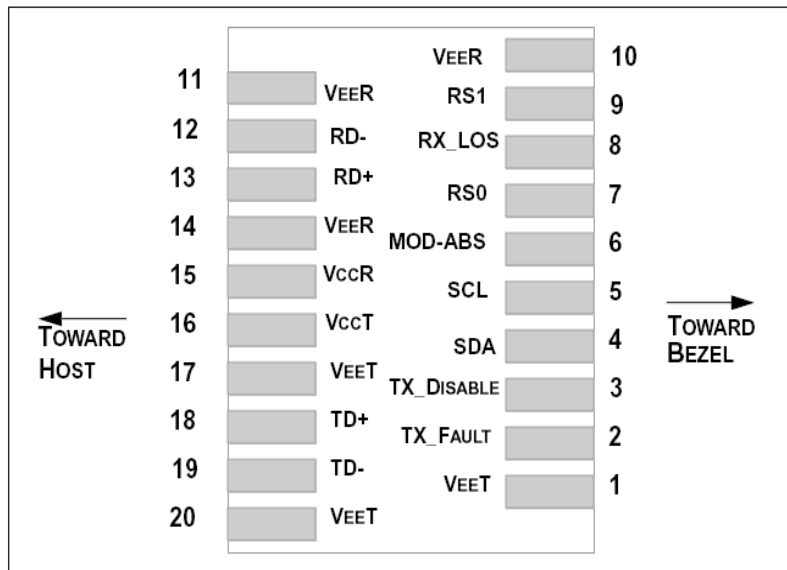 11 VEER
12 RD-
13 RD+
14 VEER
15 VCCR
16 VCCT
17 VEET
18 TD+
19 TD-
20 VEET
VEER 10
RS1 9
RX_LOS 8
RS0 7
MOD-ABS 6
SCL 5
SDA 4
TX_DISABLE 3
TX_FAULT 2
VEET 1
TOWARD
HOST
TOWARD
BEZEL